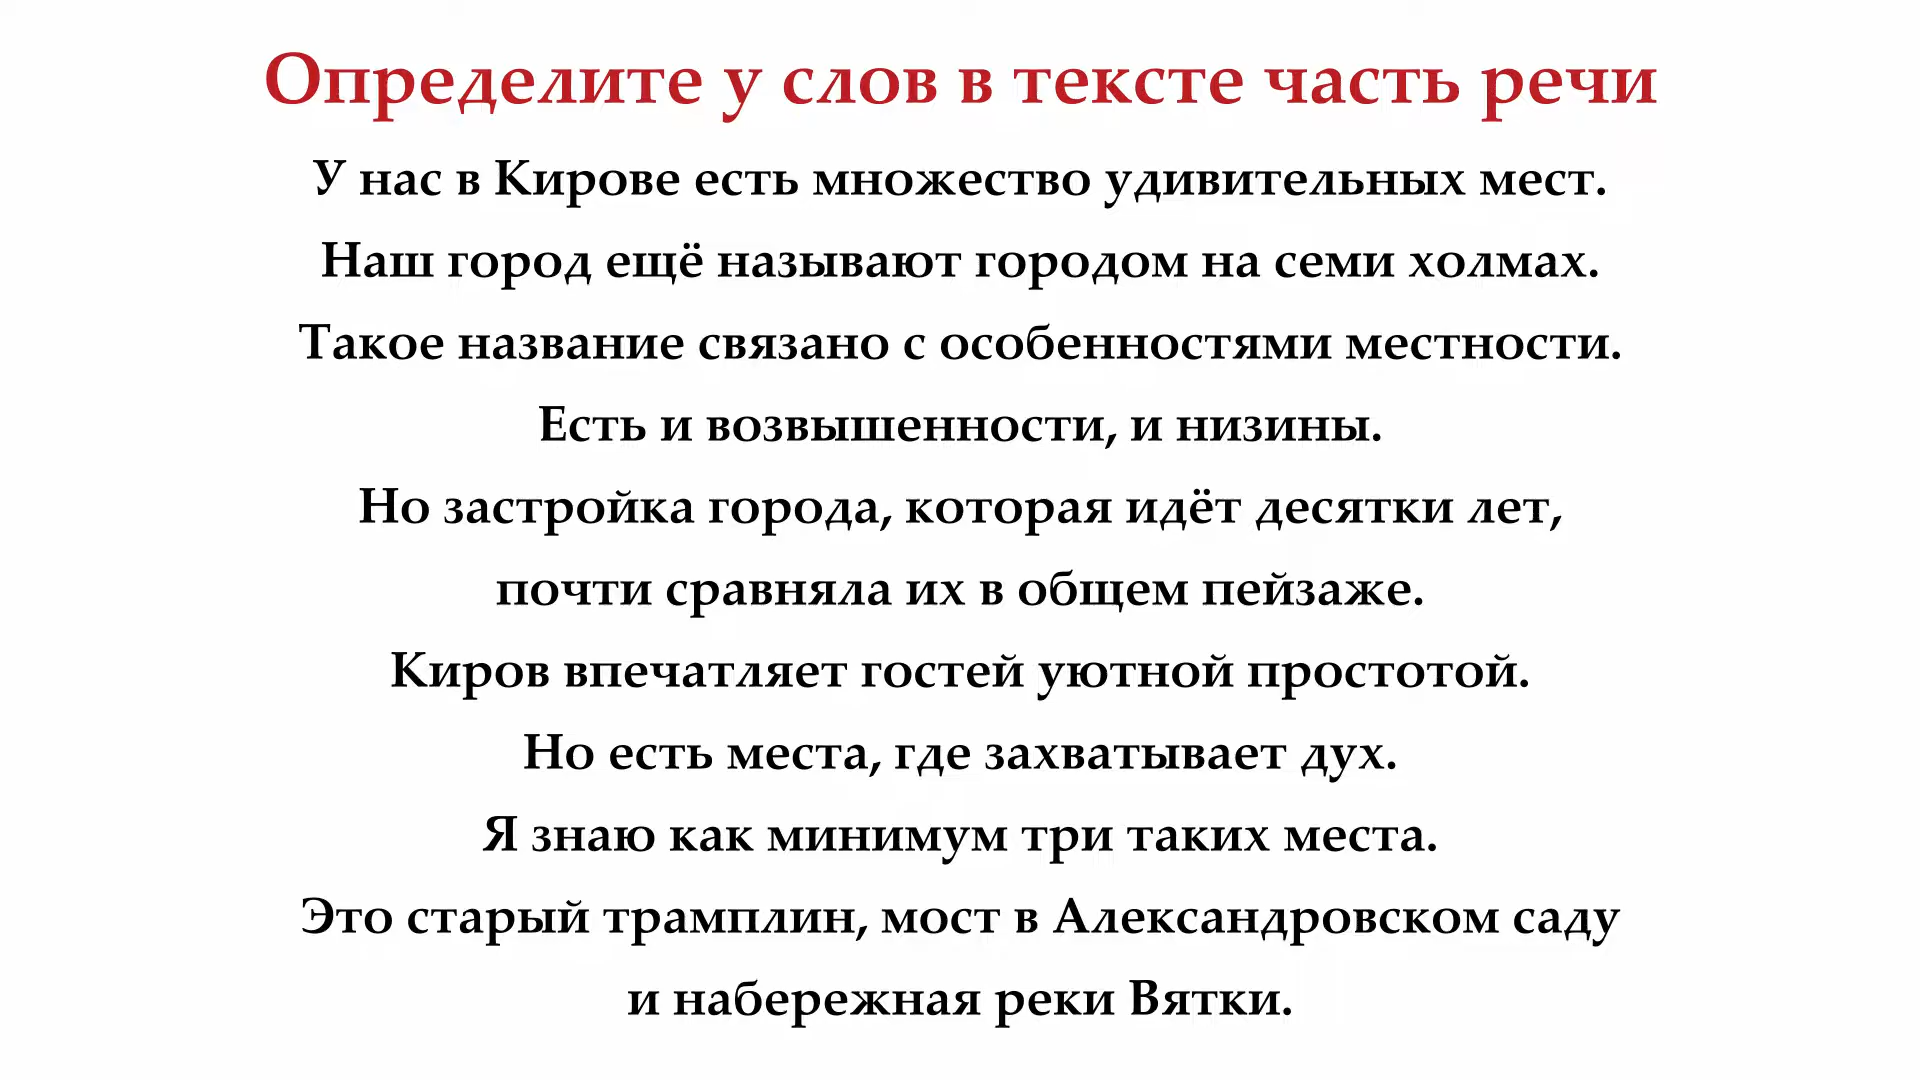 Определите у слов в тексте часть речи
У нас в Кирове есть множество удивительных мест.
Наш город ещё называют городом на семи холмах.
Такое название связано с особенностями местности.
Есть и возвышенности, и низины.
Но застройка города, которая идёт десятки лет,
почти сравняла их в общем пейзаже.
Киров впечатляет гостей уютной простотой.
Но есть места, где захватывает дух.
Я знаю как минимум три таких места.
Это старый трамплин, мост в Александровском саду
и набережная реки Вятки.